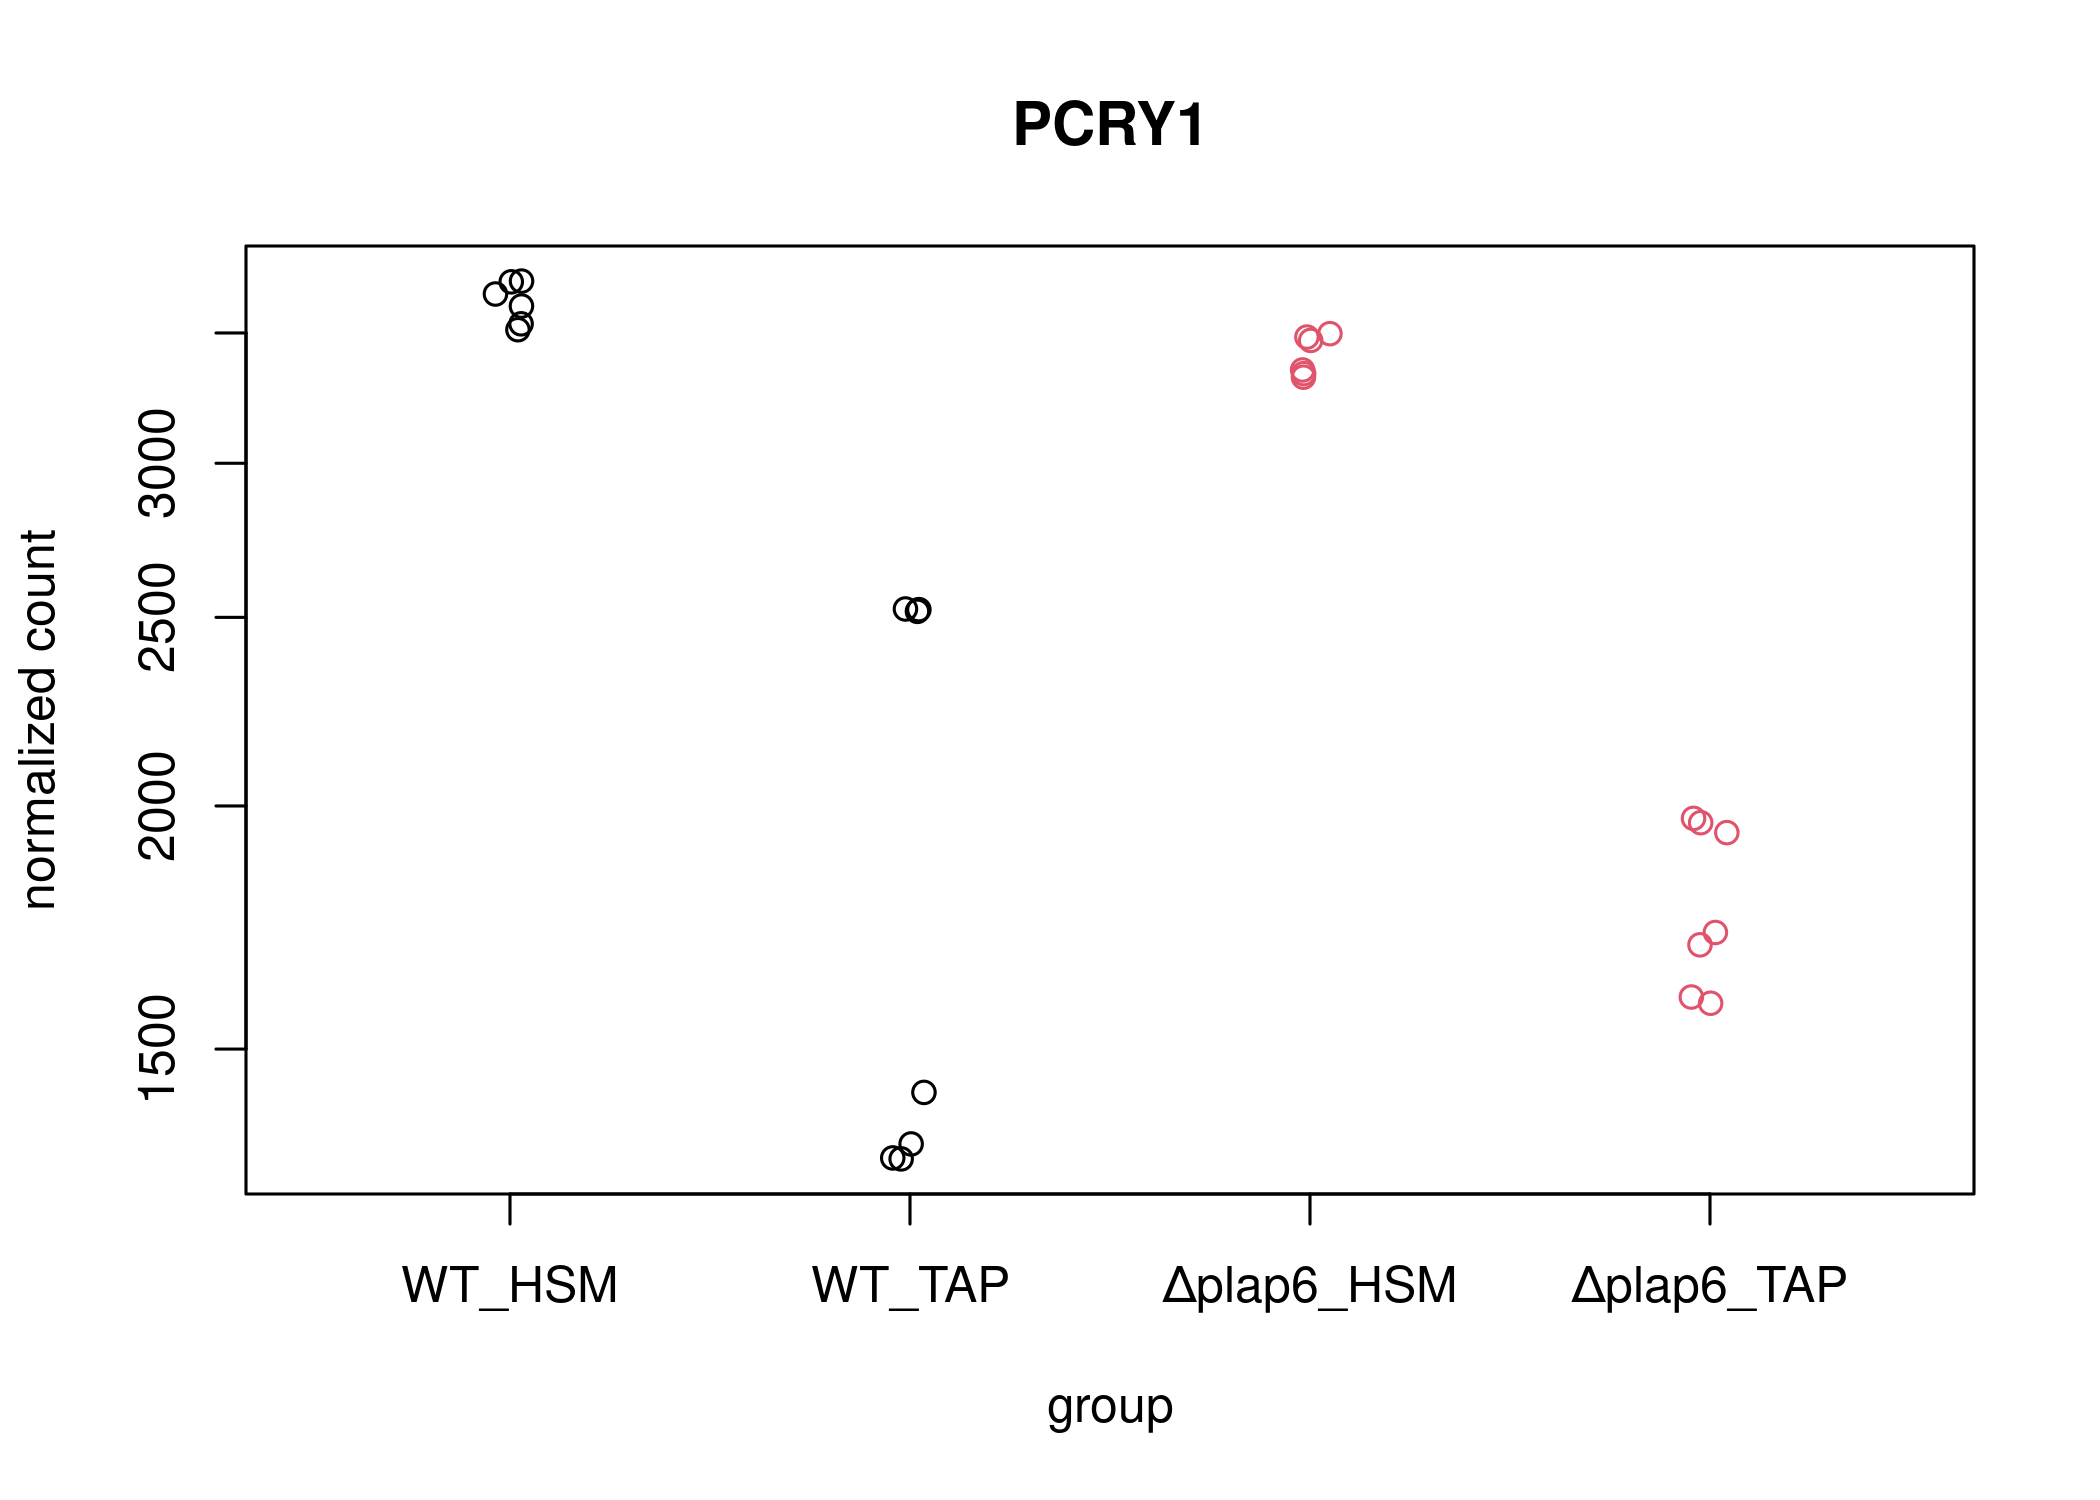 PCRY1
normalized count
3000
2500
2000
1500
WT_HSM
WT_TAP
Δplap6_HSM
Δplap6_TAP
group